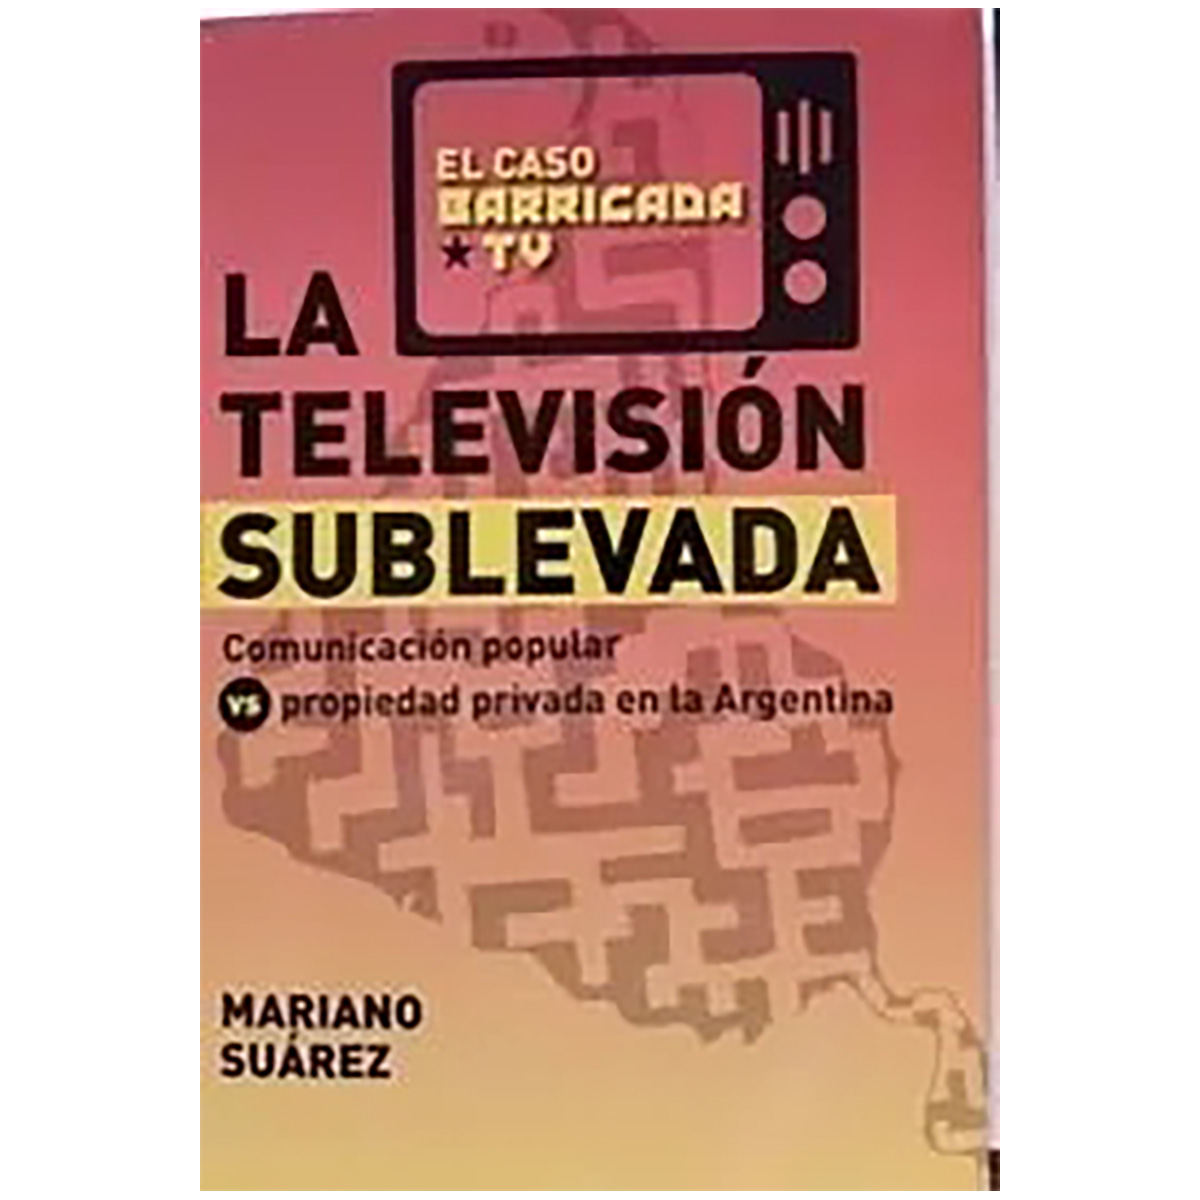 EL CASO
BARRICADA
TV
LA
TELEVISIÓN
SUBLEVADA
Comunicación popular
vs propiedad privada en la Argentina
MARIANO
SUÁREZ